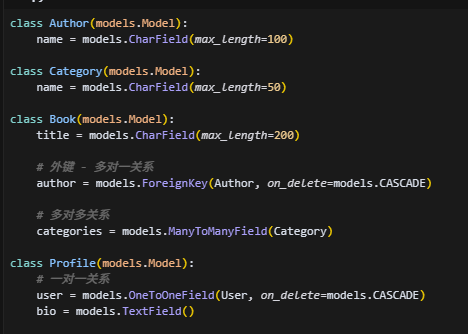 class Author(models.Model):
    name = models.CharField(max_length=100)
class Category(models.Model):
    name = models.CharField(max_length=50)
class Book(models.Model):
    title = models.CharField(max_length=200)
    # 外键 - 多对一关系
    author = models.ForeignKey(Author, on_delete=models.CASCADE)
    # 多对多关系
    categories = models.ManyToManyField(Category)
class Profile(models.Model):
    # 一对一关系
    user = models.OneToOneField(User, on_delete=models.CASCADE)
    bio = models.TextField()